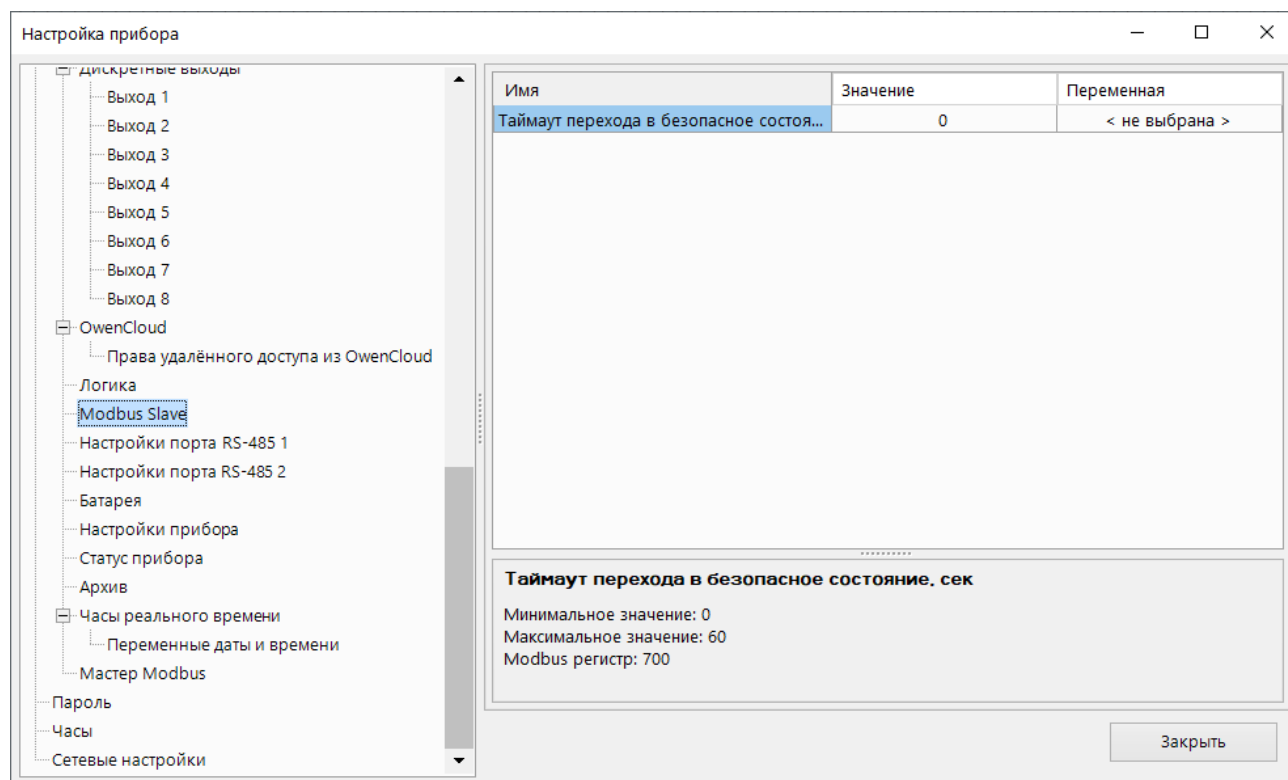 Настройка прибора
Дискретные выходы
Выход 1
Выход 2
Выход 3
Выход 4
Выход 5
Выход 6
Выход 7
Выход 8
OwenCloud
Права удалённого доступа из OwenCloud
Логика
Modbus Slave
Настройки порта RS-485 1
Настройки порта RS-485 2
Батарея
Настройки прибора
Статус прибора
Архив
Часы реального времени
Переменные даты и времени
Мастер Modbus
Пароль
Часы
Сетевые настройки
Имя Значение Переменная
Таймаут перехода в безопасное состоя... 0 < не выбрана >
Таймаут перехода в безопасное состояние, сек
Минимальное значение: 0
Максимальное значение: 60
Modbus регистр: 700
Закрыть